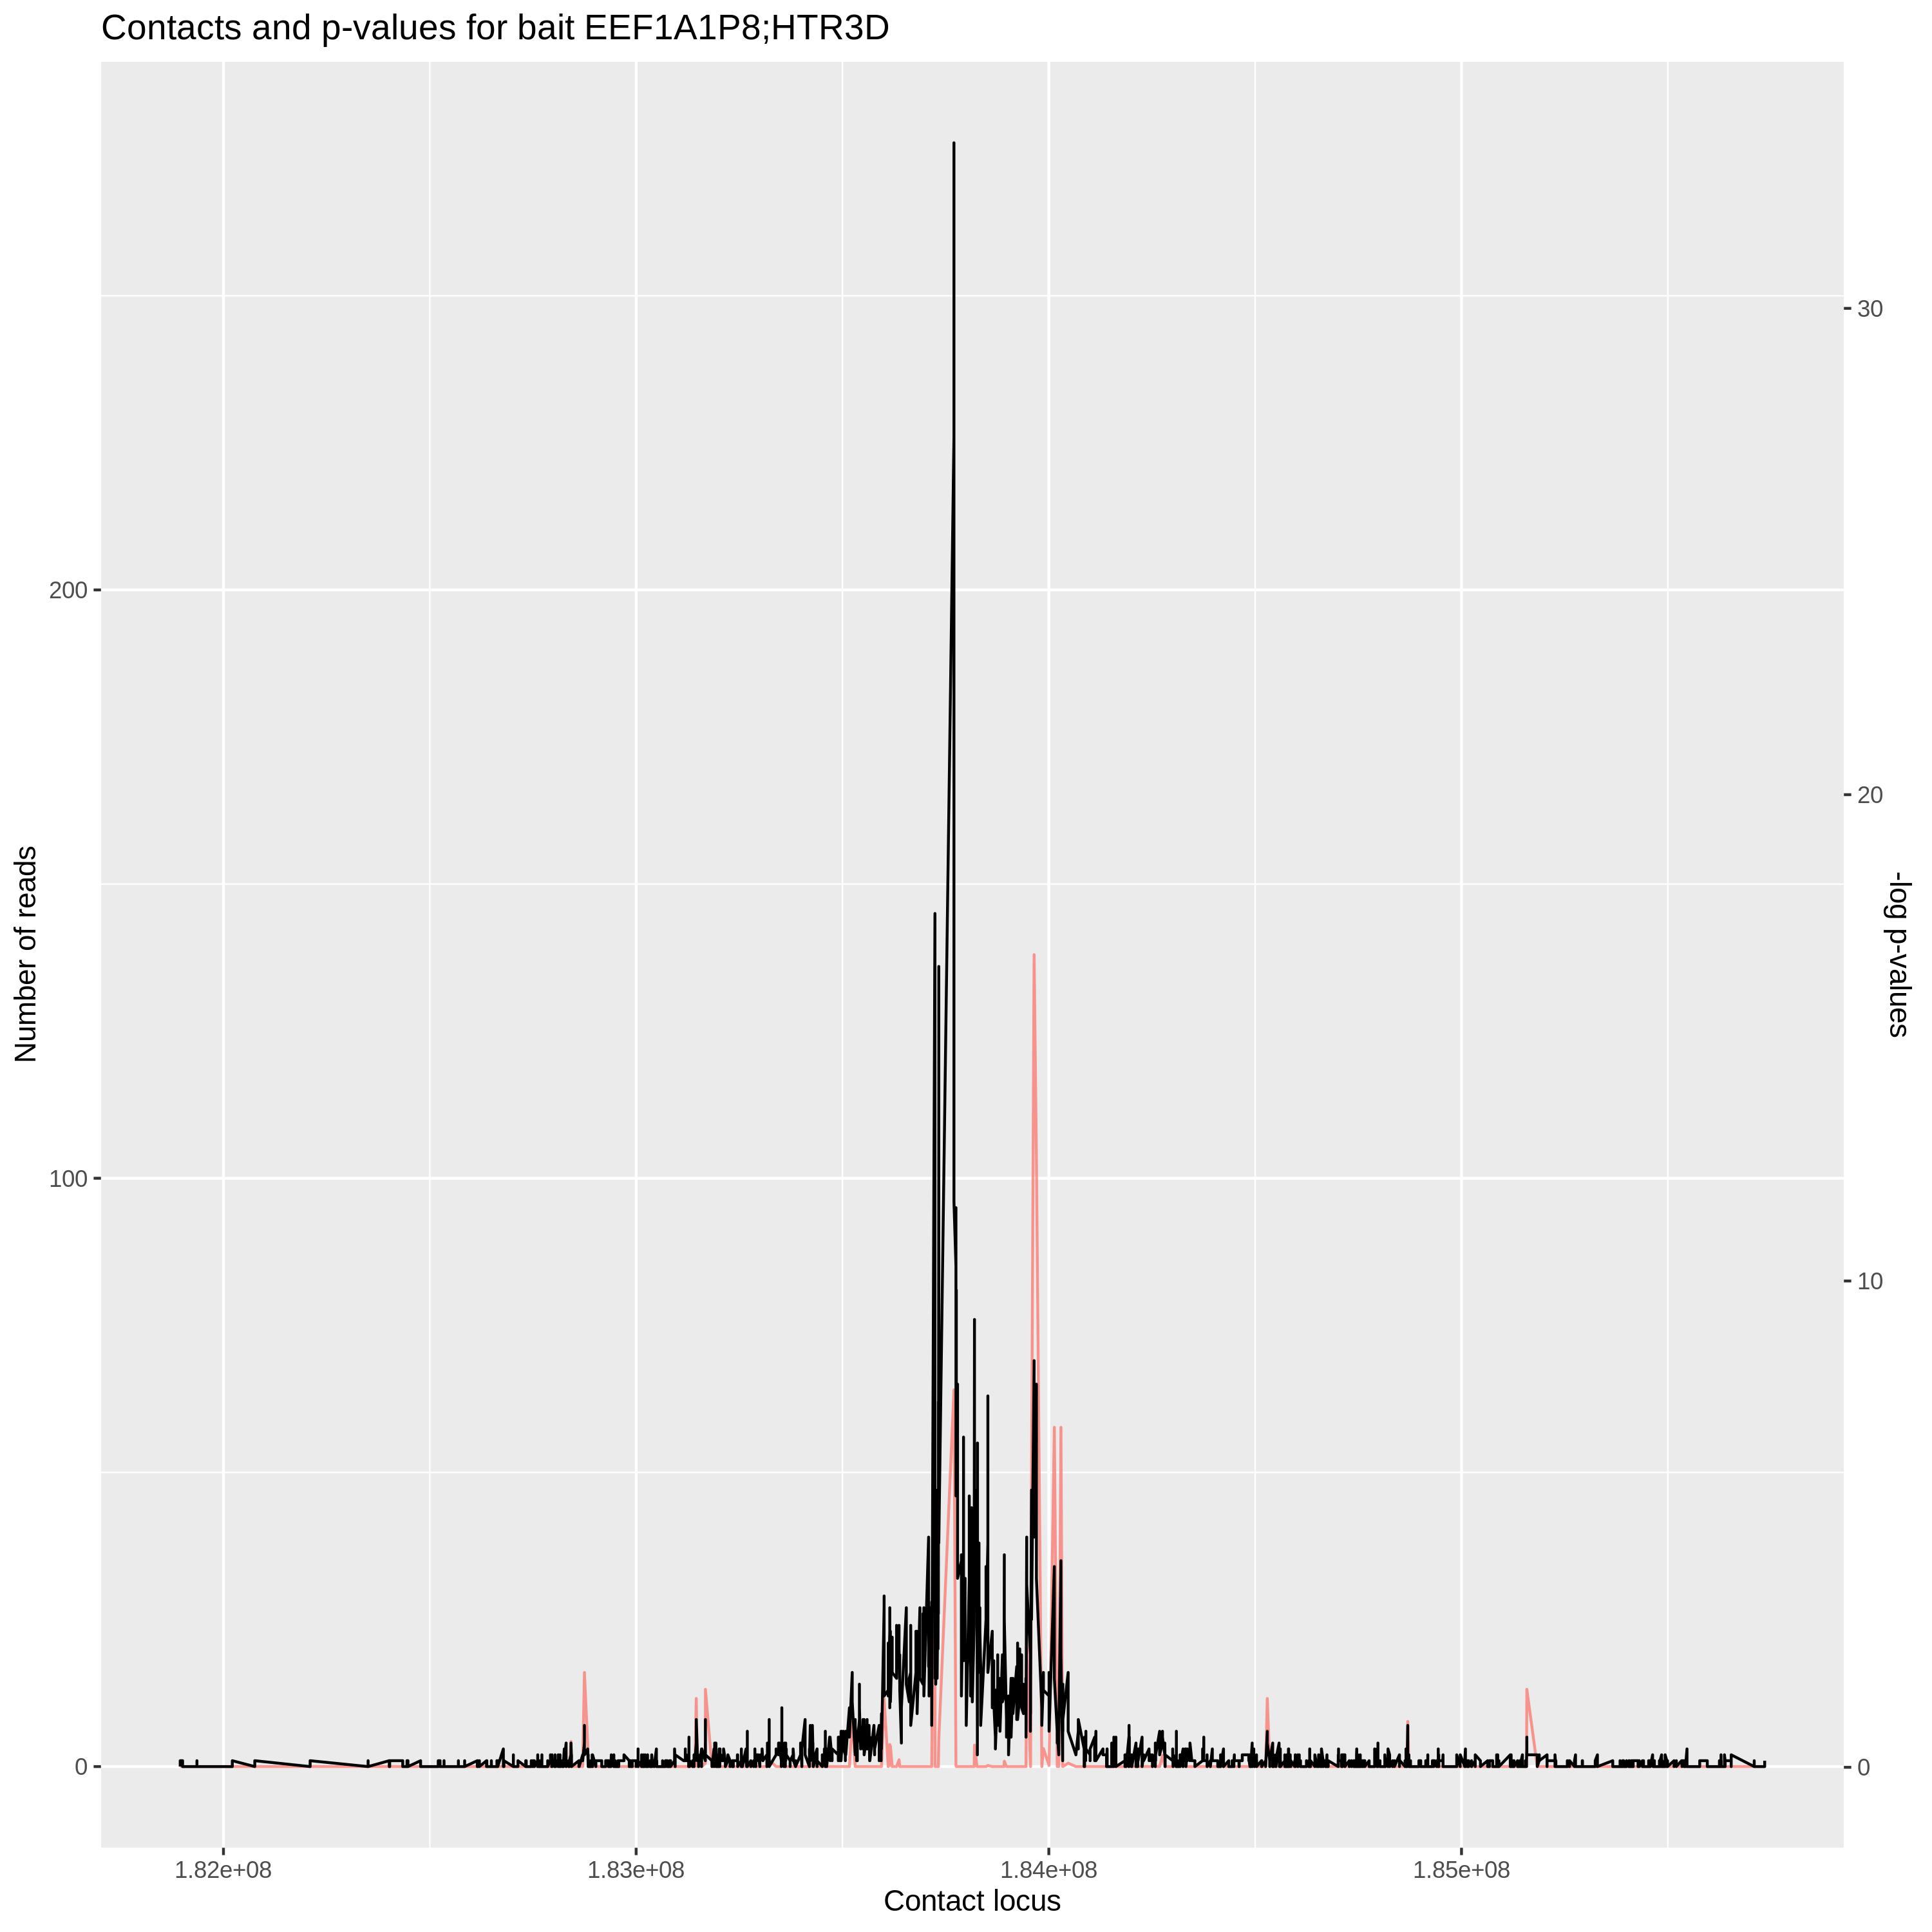 Contacts and p-values for bait EEF1A1P8;HTR3D
30
200
20
Number of reads
-log p-values
100
10
0
0
1.82e+08
1.83e+08
1.84e+08
1.85e+08
Contact locus